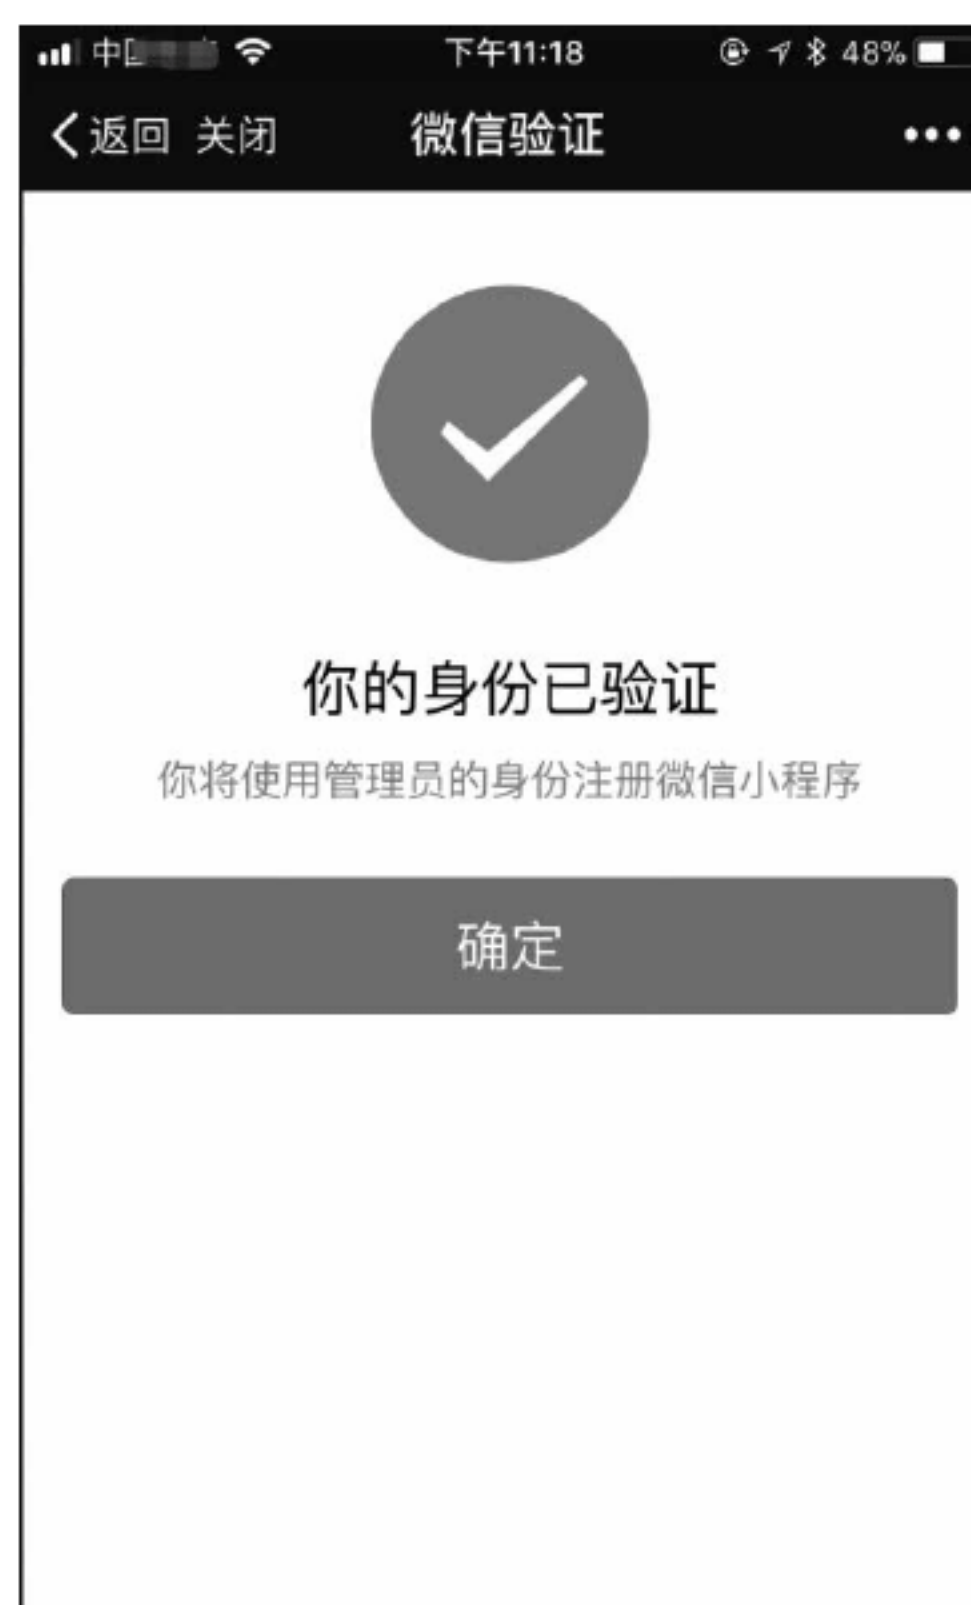 中
下午11:18
48%
返回 关闭 微信验证
你的身份已验证
你将使用管理员的身份注册微信小程序
确定